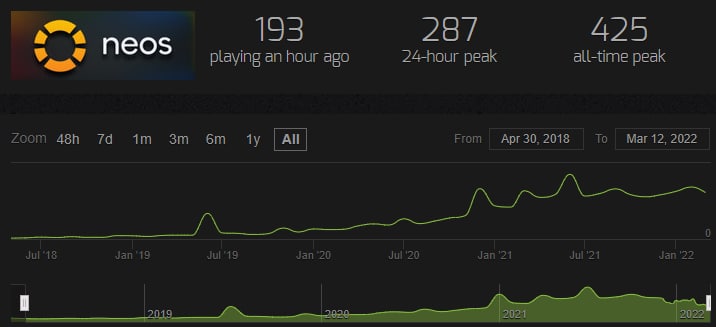 neos
193
playing an hour ago
287
24-hour peak
425
all-time peak
Zoom 48h 7d 1m 3m 6m 1y All
From Apr 30, 2018 To Mar 12, 2022
0
Jul '18 Jan '19 Jul '19 Jan '20 Jul '20 Jan '21 Jul '21 Jan '22
2019 2020 2021 2022